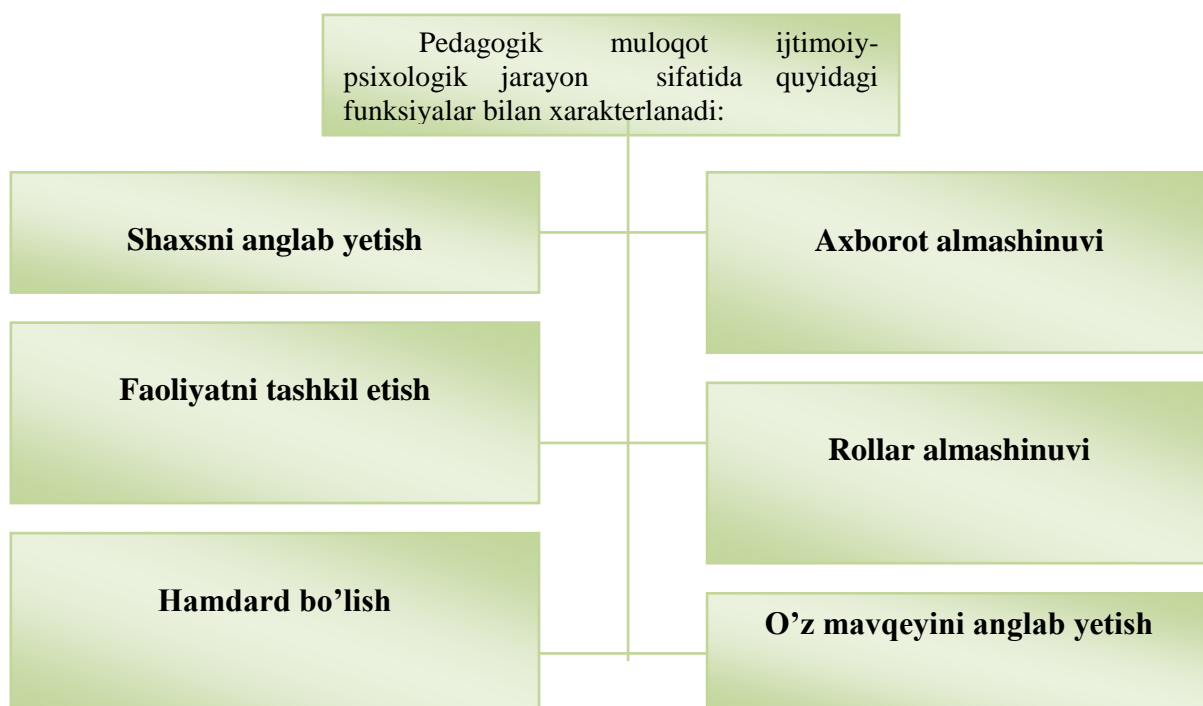 Pedagogik muloqot ijtimoiy-
psixologik jarayon sifatida quyidagi
funksiyalar bilan xarakterlanadi:
Shaxsni anglab yetish
Axborot almashinuvi
Faoliyatni tashkil etish
Rollar almashinuvi
Hamdard bo’lish
O’z mavqeyini anglab yetish